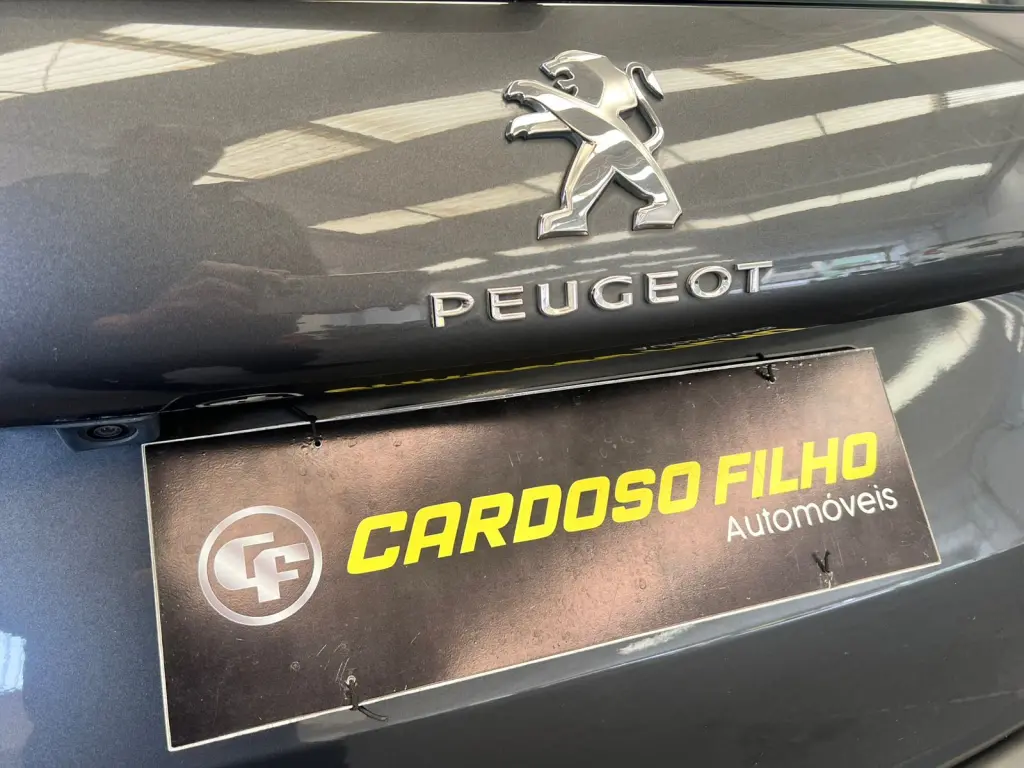 PEUGEOT
CF
CARDOSO FILHO
Automóveis